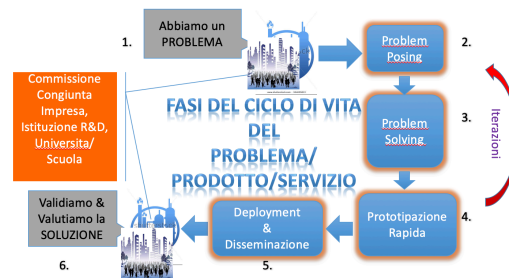 1.
Abbiamo un
PROBLEMA
Problem
Posing
2.
Commissione
Congiunta
Impresa,
Istituzione R&D,
Universita/
Scuola
FASI DEL CICLO DI VITA
DEL
PROBLEMA/
PRODOTTO/SERVIZIO
Problem
Solving
3.
Iterazioni
Validiamo &
Valutiamo la
SOLUZIONE
6.
Deployment
&
Disseminazione
5.
Prototipazione
Rapida
4.